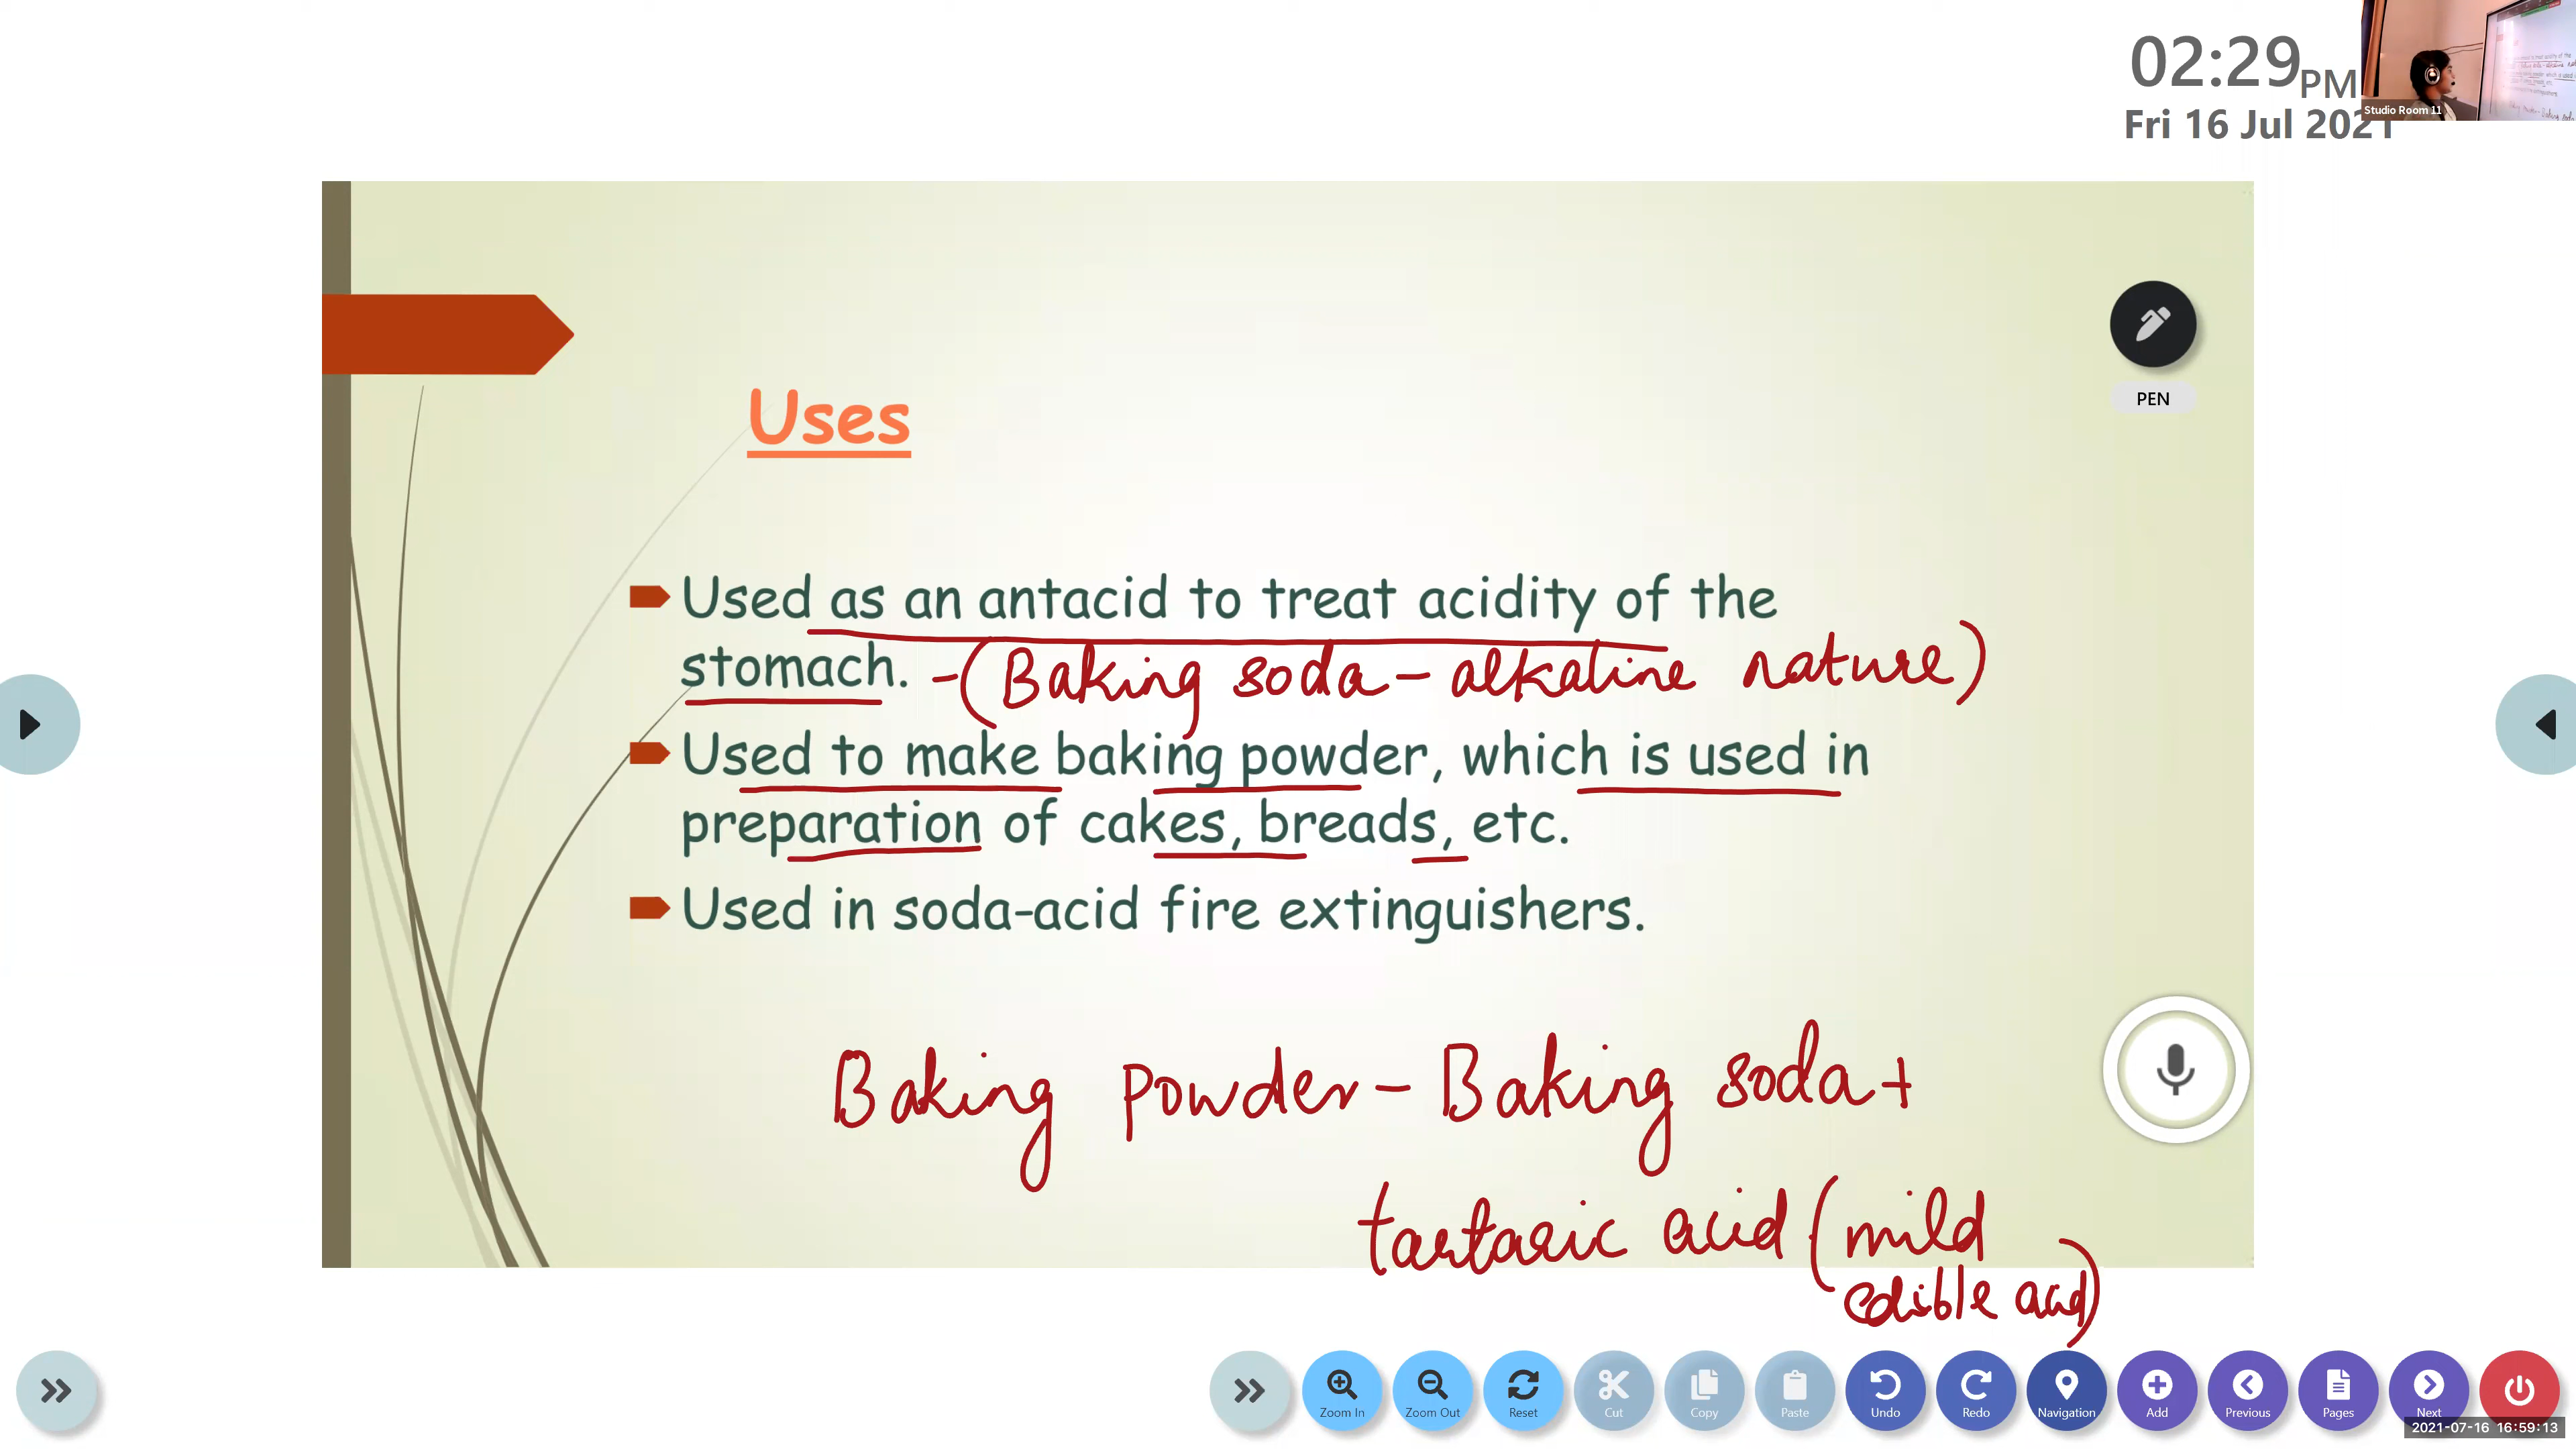 02:29 PM
Fri 16 Jul 2021
Studio Room 11
PEN
Uses
Used as an antacid to treat acidity of the
stomach. -(Baking soda - alkaline nature)
Used to make baking powder, which is used in
preparation of cakes, breads, etc.
Used in soda-acid fire extinguishers.
Baking Powder - Baking soda +
tartaric acid (mild
edible acid)
Zoom In Zoom Out Reset Cut Copy Paste Undo Redo Navigation Add Previous Pages Next
2021-07-16 16:59:13